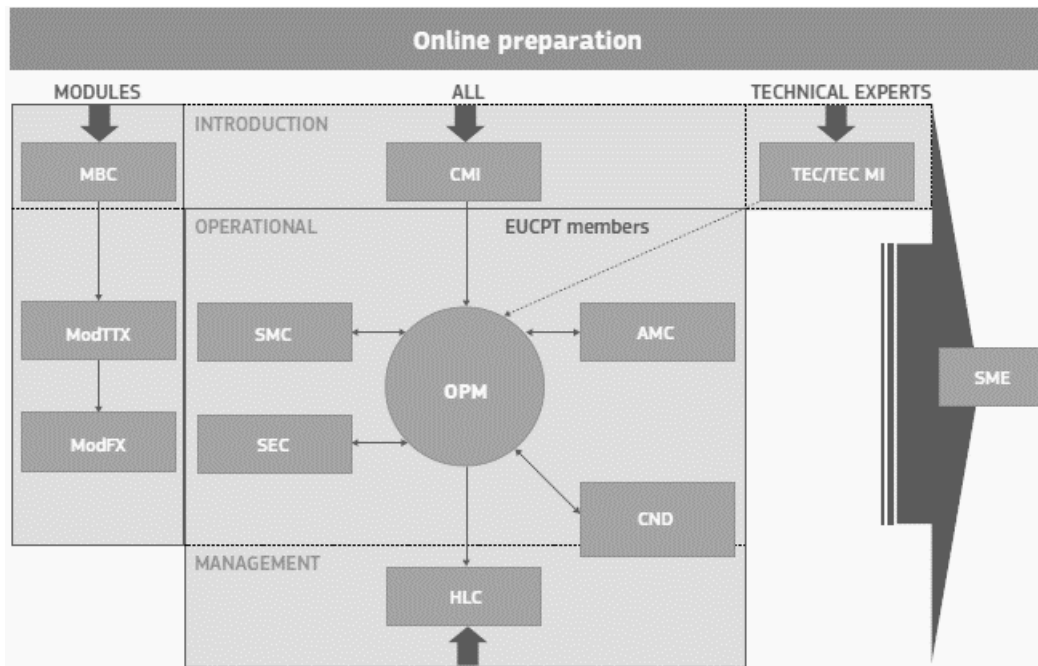 Online preparation
MODULES
ALL
TECHNICAL EXPERTS
INTRODUCTION
MBC
CMI
TEC/TEC MI
OPERATIONAL
EUCPT members
ModTTX
SMC
AMC
OPM
SME
ModFX
SEC
CND
MANAGEMENT
HLC